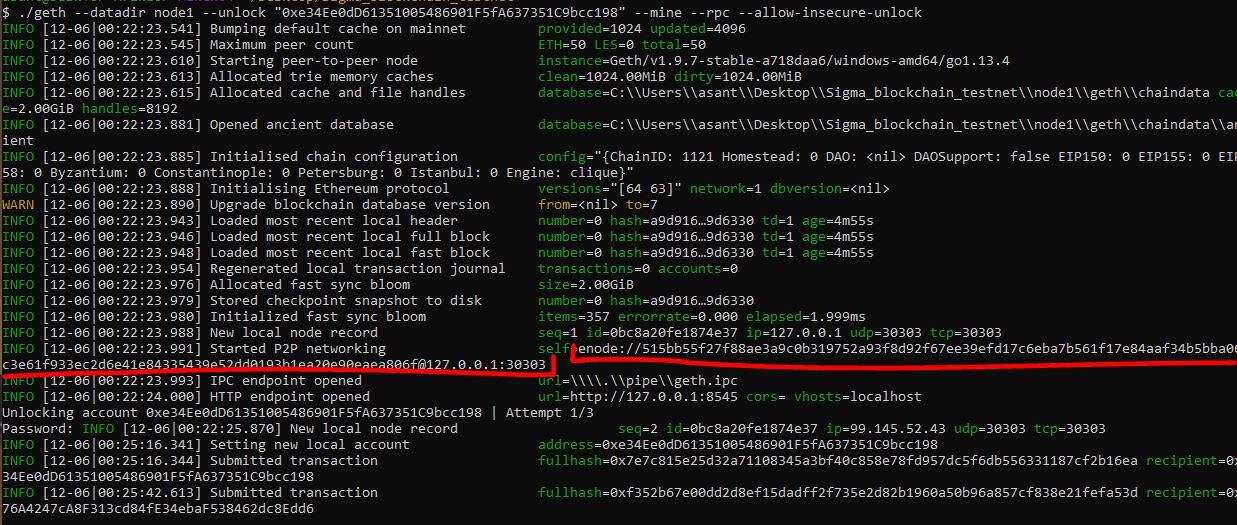 $ ./geth --datadir node1 --unlock "0xe34Ee0dD61351005486901F5fA637351C9bcc198" --mine --rpc --allow-insecure-unlock
INFO [12-06|00:22:23.541] Bumping default cache on mainnet provided=1024 updated=4096
INFO [12-06|00:22:23.545] Maximum peer count ETH=50 LES=0 total=50
INFO [12-06|00:22:23.610] Starting peer-to-peer node instance=Geth/v1.9.7-stable-a718daa6/windows-amd64/go1.13.4
INFO [12-06|00:22:23.613] Allocated trie memory caches clean=1024.00MiB dirty=1024.00MiB
INFO [12-06|00:22:23.615] Allocated cache and file handles database=C:\\Users\\asant\\Desktop\\Sigma_blockchain_testnet\\node1\\geth\\chaindata cac
e=2.00GiB handles=8192
INFO [12-06|00:22:23.881] Opened ancient database database=C:\\Users\\asant\\Desktop\\Sigma_blockchain_testnet\\node1\\geth\\chaindata\\an
ient
INFO [12-06|00:22:23.885] Initialised chain configuration config="{ChainID: 1121 Homestead: 0 DAO: <nil> DAOSupport: false EIP150: 0 EIP155: 0 EIP
58: 0 Byzantium: 0 Constantinople: 0 Petersburg: 0 Istanbul: 0 Engine: clique}"
INFO [12-06|00:22:23.888] Initialising Ethereum protocol versions="[64 63]" network=1 dbversion=<nil>
WARN [12-06|00:22:23.890] Upgrade blockchain database version from=<nil> to=7
INFO [12-06|00:22:23.943] Loaded most recent local header number=0 hash=a9d916…9d6330 td=1 age=4m55s
INFO [12-06|00:22:23.946] Loaded most recent local full block number=0 hash=a9d916…9d6330 td=1 age=4m55s
INFO [12-06|00:22:23.948] Loaded most recent local fast block number=0 hash=a9d916…9d6330 td=1 age=4m55s
INFO [12-06|00:22:23.954] Regenerated local transaction journal transactions=0 accounts=0
INFO [12-06|00:22:23.976] Allocated fast sync bloom size=2.00GiB
INFO [12-06|00:22:23.979] Stored checkpoint snapshot to disk number=0 hash=a9d916…9d6330
INFO [12-06|00:22:23.980] Initialized fast sync bloom items=357 errorrate=0.000 elapsed=1.999ms
INFO [12-06|00:22:23.988] New local node record seq=1 id=0bc8a20fe1874e37 ip=127.0.0.1 udp=30303 tcp=30303
INFO [12-06|00:22:23.991] Started P2P networking self=enode://515bb55f27f88ae3a9c0b319752a93f8d92f67ee39efd17c6eba7b561f17e84aaf34b5bba06
c3e61f933ec2d6e41e84335439e52dd0193b1ea20e90eaea806f@127.0.0.1:30303
INFO [12-06|00:22:23.993] IPC endpoint opened url=\\\\.\\pipe\\geth.ipc
INFO [12-06|00:22:24.000] HTTP endpoint opened url=http://127.0.0.1:8545 cors= vhosts=localhost
Unlocking account 0xe34Ee0dD61351005486901F5fA637351C9bcc198 | Attempt 1/3
Password: INFO [12-06|00:22:25.870] New local node record seq=2 id=0bc8a20fe1874e37 ip=99.145.52.43 udp=30303 tcp=30303
INFO [12-06|00:25:16.341] Setting new local account address=0xe34Ee0dD61351005486901F5fA637351C9bcc198
INFO [12-06|00:25:16.344] Submitted transaction fullhash=0x7e7c815e25d32a71108345a3bf40c858e78fd957dc5f6db556331187cf2b16ea recipient=0x
34Ee0dD61351005486901F5fA637351C9bcc198
INFO [12-06|00:25:42.613] Submitted transaction fullhash=0xf352b67e00dd2d8ef15dadff2f735e2d82b1960a50b96a857cf838e21fefa53d recipient=0x
76A4247cA8F313cd84fE34ebaF538462dc8Edd6